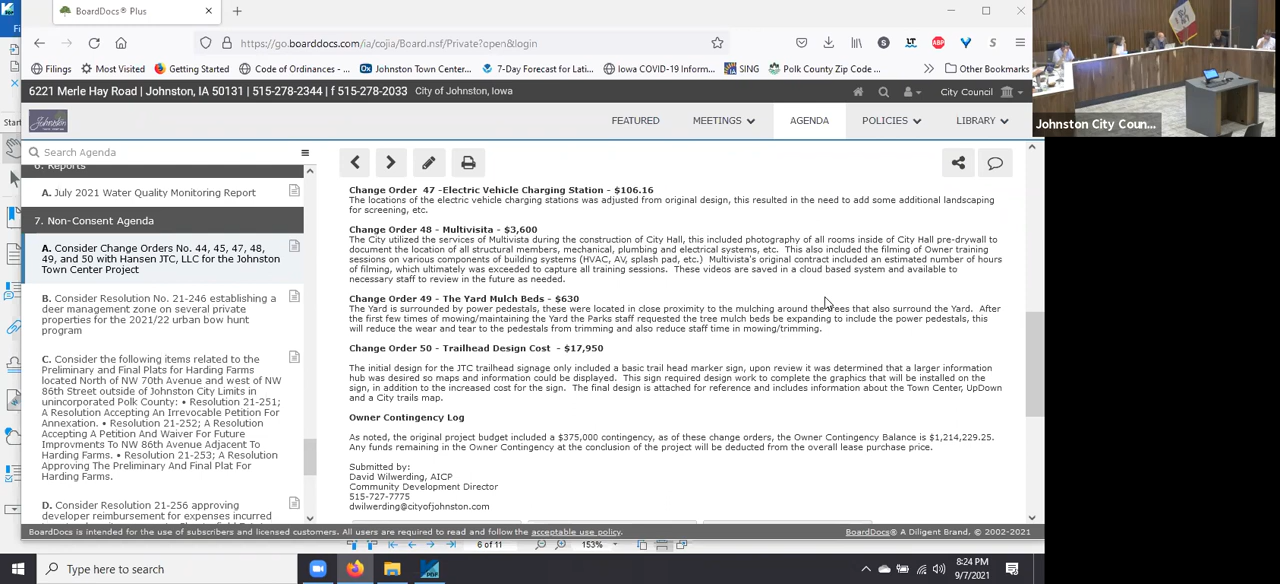 BoardDocs® Plus
https://go.boarddocs.com/ia/cojia/Board.nsf/Private?open&login
Filings
Most Visited
Getting Started
Code of Ordinances -...
Johnston Town Center...
7-Day Forecast for Lati...
Iowa COVID-19 Inform...
SING
Polk County Zip Code ...
Other Bookmarks
6221 Merle Hay Road | Johnston, IA 50131 | 515-278-2344 | f 515-278-2033 City of Johnston, Iowa
City Council
Johnston
FEATURED
MEETINGS
AGENDA
POLICIES
LIBRARY
Johnston City Coun...
Start
Search Agenda
6. Reports
A. July 2021 Water Quality Monitoring Report
7. Non-Consent Agenda
A. Consider Change Orders No. 44, 45, 47, 48,
49, and 50 with Hansen JTC, LLC for the Johnston
Town Center Project
B. Consider Resolution No. 21-246 establishing a
deer management zone on several private
properties for the 2021/22 urban bow hunt
program
C. Consider the following items related to the
Preliminary and Final Plats for Harding Farms
located North of NW 70th Avenue and west of NW
86th Street outside of Johnston City Limits in
unincorporated Polk County: • Resolution 21-251;
A Resolution Accepting An Irrevocable Petition For
Annexation. • Resolution 21-252; A Resolution
Accepting A Petition And Waiver For Future
Improvments To NW 86th Avenue Adjacent To
Harding Farms. • Resolution 21-253; A Resolution
Approving The Preliminary And Final Plat For
Harding Farms.
D. Consider Resolution 21-256 approving
developer reimbursement for expenses incurred
Change Order 47 -Electric Vehicle Charging Station - $106.16
The locations of the electric vehicle charging stations was adjusted from original design, this resulted in the need to add some additional landscaping
for screening, etc.
Change Order 48 - Multivisita - $3,600
The City utilized the services of Multivista during the construction of City Hall, this included photography of all rooms inside of City Hall pre-drywall to
document the location of all structural members, mechanical, plumbing and electrical systems, etc. This also included the filming of Owner training
sessions on various components of building systems (HVAC, AV, splash pad, etc.) Multivista's original contract included an estimated number of hours
of filming, which ultimately was exceeded to capture all training sessions. These videos are saved in a cloud based system and available to
necessary staff to review in the future as needed.
Change Order 49 - The Yard Mulch Beds - $630
The Yard is surrounded by power pedestals, these were located in close proximity to the mulching around the trees that also surround the Yard. After
the first few times of mowing/maintaining the Yard the Parks staff requested the tree mulch beds be expanding to include the power pedestals, this
will reduce the wear and tear to the pedestals from trimming and also reduce staff time in mowing/trimming.
Change Order 50 - Trailhead Design Cost - $17,950
The initial design for the JTC trailhead signage only included a basic trail head marker sign, upon review it was determined that a larger information
hub was desired so maps and information could be displayed. This sign required design work to complete the graphics that will be installed on the
sign, in addition to the increased cost for the sign. The final design is attached for reference and includes information about the Town Center, UpDown
and a City trails map.
Owner Contingency Log
As noted, the original project budget included a $375,000 contingency, as of these change orders, the Owner Contingency Balance is $1,214,229.25.
Any funds remaining in the Owner Contingency at the conclusion of the project will be deducted from the overall lease purchase price.
Submitted by:
David Wilwerding, AICP
Community Development Director
515-727-7775
dwilwerding@cityofjohnston.com
BoardDocs is intended for the use of subscribers and licensed customers. All users are required to read and follow the acceptable use policy.
BoardDocs® A Diligent Brand, © 2002-2021
6 of 11
153%
Type here to search
8:24 PM
9/7/2021